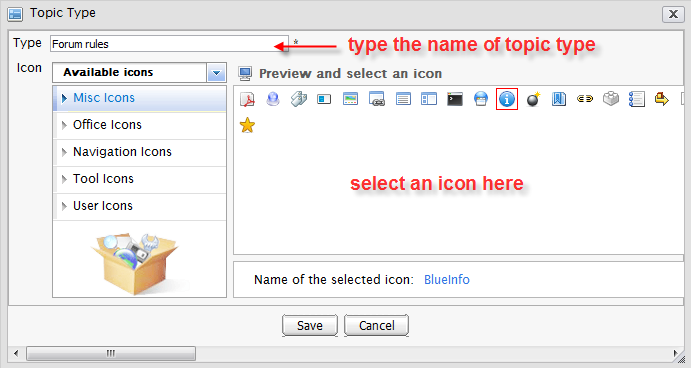 Topic Type
Type Forum rules * type the name of topic type
Icon Available icons Preview and select an icon
Misc Icons
Office Icons
Navigation Icons
Tool Icons
User Icons
select an icon here
Name of the selected icon: BlueInfo
Save Cancel